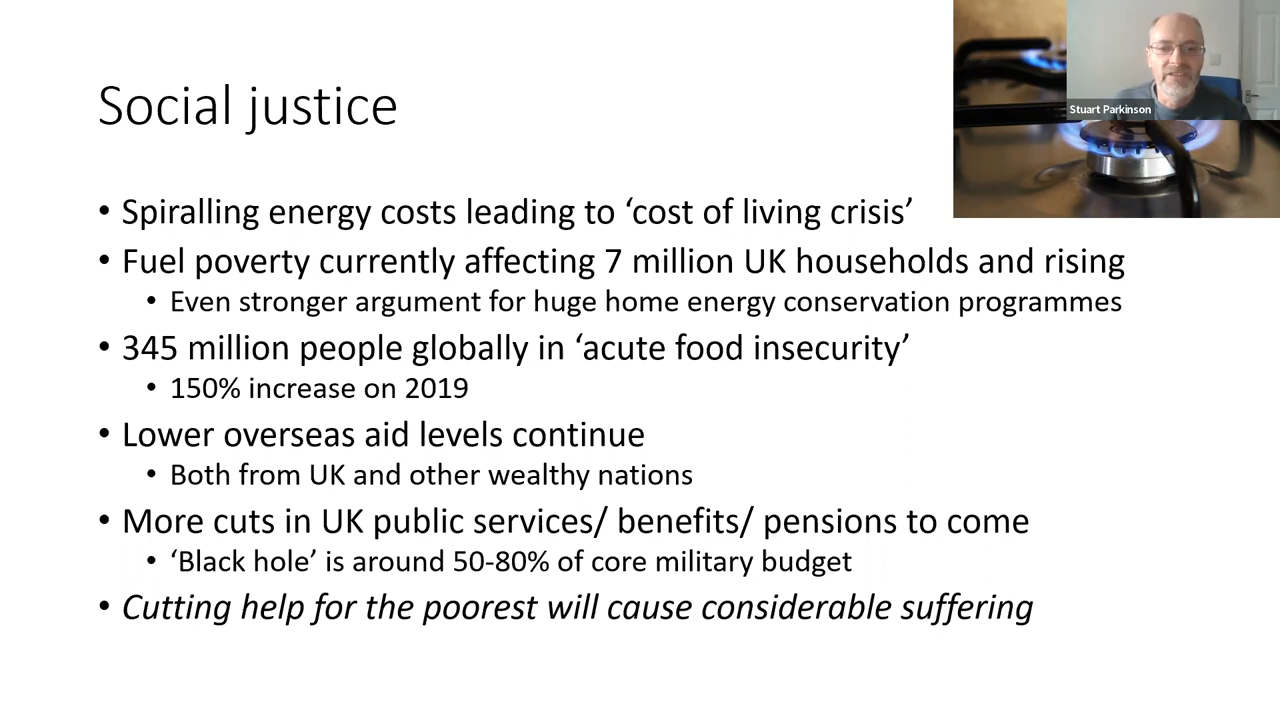 Social justice
Stuart Parkinson
• Spiralling energy costs leading to ‘cost of living crisis’
• Fuel poverty currently affecting 7 million UK households and rising
• Even stronger argument for huge home energy conservation programmes
• 345 million people globally in ‘acute food insecurity’
• 150% increase on 2019
• Lower overseas aid levels continue
• Both from UK and other wealthy nations
• More cuts in UK public services/ benefits/ pensions to come
• ‘Black hole’ is around 50-80% of core military budget
• Cutting help for the poorest will cause considerable suffering